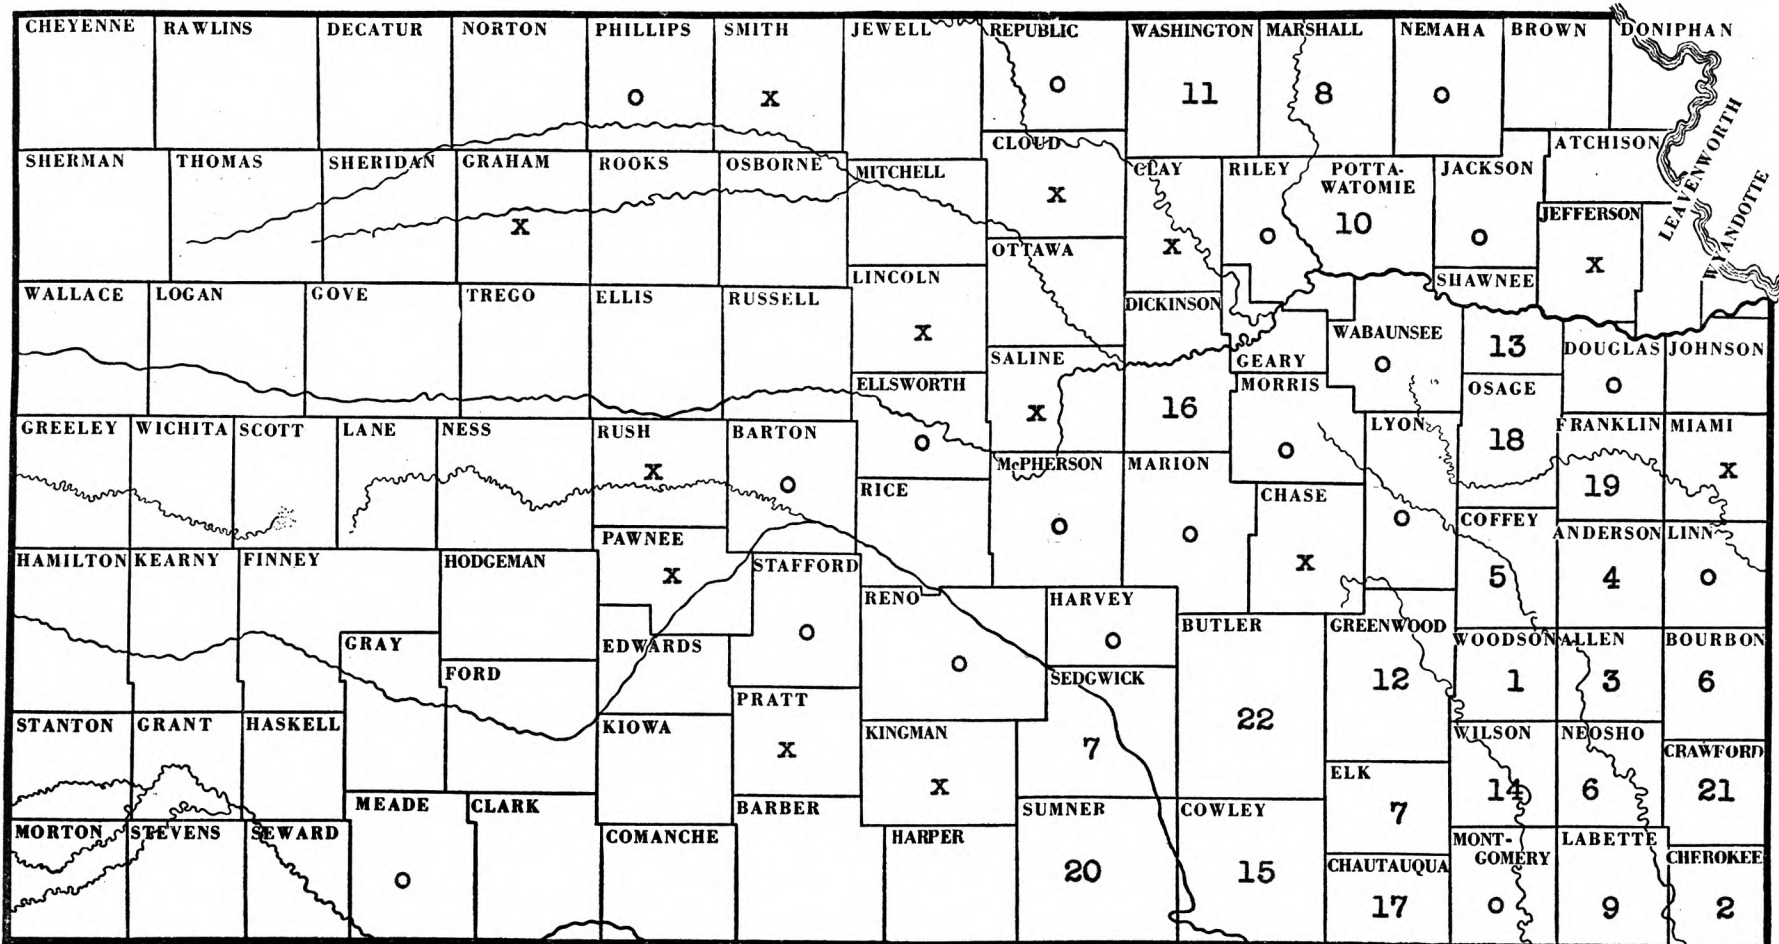 CHEYENNE RAWLINS DECATUR NORTON PHILLIPS SMITH JEWELL REPUBLIC WASHINGTON MARSHALL NEMAHA BROWN DONIPHAN
o x o 11 8 o
LEAVENWORTH
WYANDOTTE
CLOUD ATCHISON
SHERMAN THOMAS SHERIDAN GRAHAM ROOKS OSBORNE MITCHELL CLAY RILEY POTTA-
WATOMIE JACKSON
x x x o 10 o
JEFFERSON
x
OTTAWA
LINCOLN SHAWNEE
x 13
WALLACE LOGAN GOVE TREGO ELLIS RUSSELL DICKINSON
16
WABAUNSEE
o
SALINE GEARY DOUGLAS JOHNSON
x o
ELLSWORTH MORRIS OSAGE
o o 18
GREELEY WICHITA SCOTT LANE NESS RUSH BARTON LYON FRANKLIN MIAMI
x o o 19 x
McPHERSON MARION
o o
RICE CHASE
x
COFFEY
5
PAWNEE ANDERSON LINN
x 4 o
HAMILTON KEARNY FINNEY HODGEMAN STAFFORD
o
RENO HARVEY
o o
BUTLER GREENWOOD
22 12
GRAY EDWARDS WOODSON ALLEN BOURBON
1 3 6
FORD SEDGWICK
7
PRATT
x
STANTON GRANT HASKELL KIOWA KINGMAN WILSON NEOSHO
x 14 6
CRAWFORD
21
ELK
7
MEADE CLARK BARBER SUMNER COWLEY
o 20 15
MORTON STEVENS SEWARD COMANCHE HARPER MONT-
GOMERY LABETTE
o 9
CHEROKEE
2
CHAUTAUQUA
17